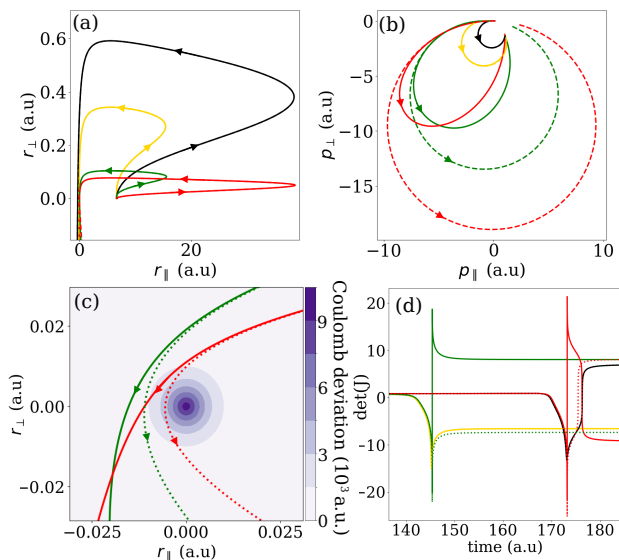 (a)
0.6
0.4
0.2
0.0
r⊥ (a.u)
0
20
r∥ (a.u)
(b)
0
−5
−10
−15
p⊥ (a.u)
−10
0
10
p∥ (a.u)
(c)
0.02
0.00
−0.02
r⊥ (a.u)
−0.025
0.000
0.025
r∥ (a.u)
9
6
3
0
Coulomb deviation (10³ a.u.)
(d)
20
10
0
−10
−20
det(J)
140
150
160
170
180
time (a.u)